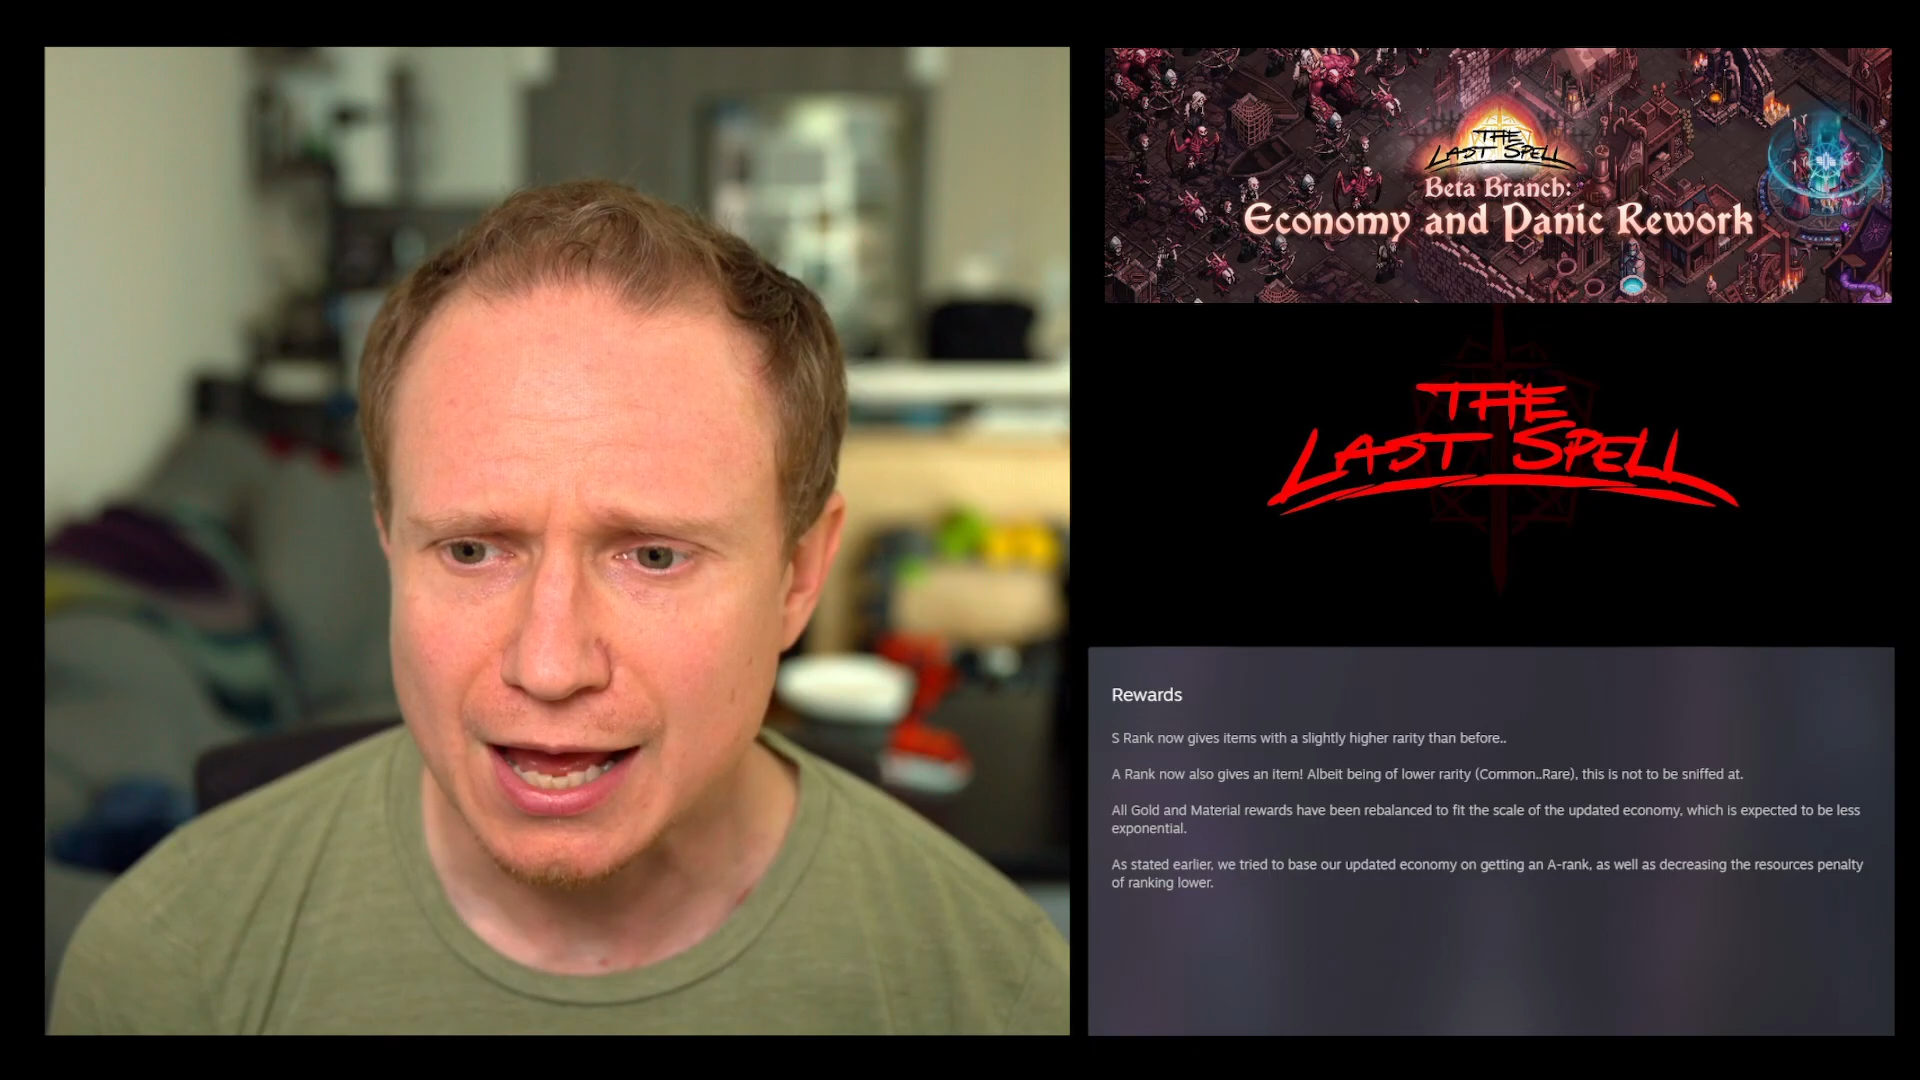 THE
LAST SPELL
Beta Branch:
Economy and Panic Rework
THE
LAST SPELL
Rewards
S Rank now gives items with a slightly higher rarity than before..
A Rank now also gives an item! Albeit being of lower rarity (Common..Rare), this is not to be sniffed at.
All Gold and Material rewards have been rebalanced to fit the scale of the updated economy, which is expected to be less
exponential.
As stated earlier, we tried to base our updated economy on getting an A-rank, as well as decreasing the resources penalty
of ranking lower.